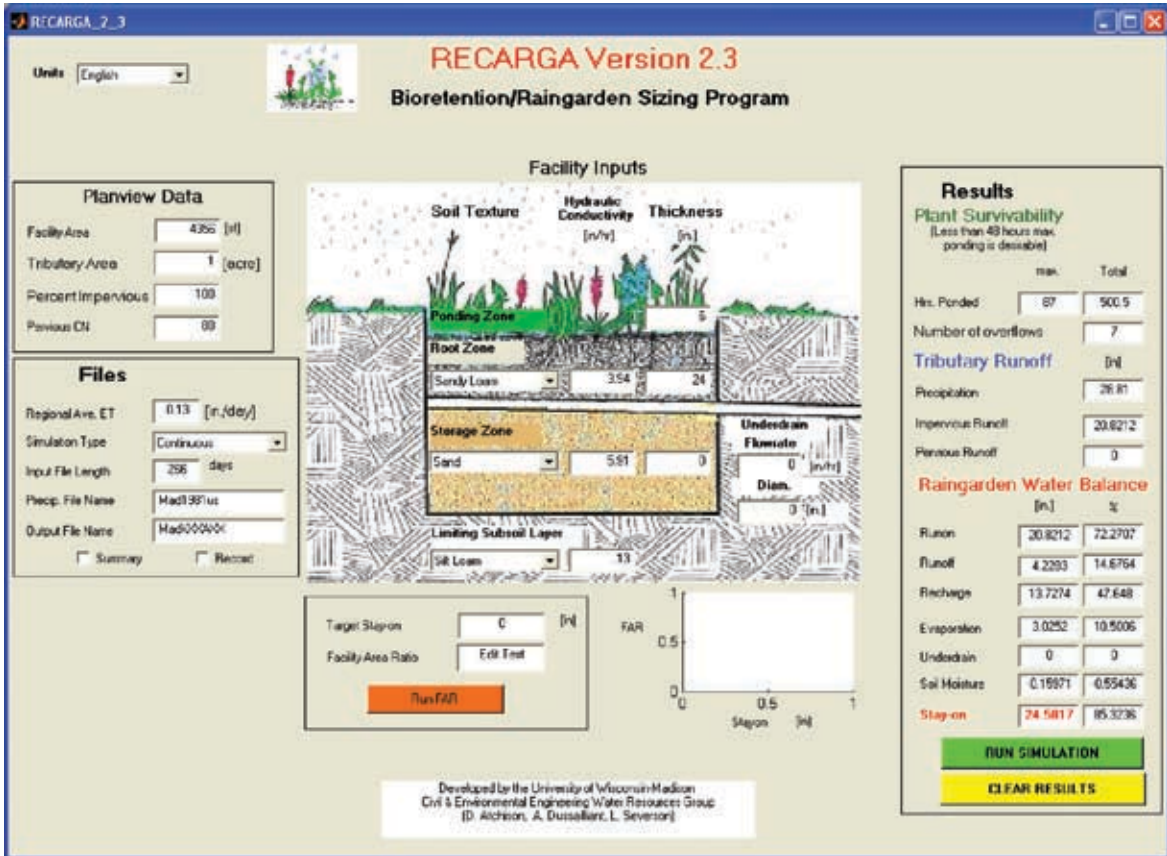 RECARGA_2_3
Units English
RECARGA Version 2.3
Bioretention/Raingarden Sizing Program
Planview Data
Facility Area 4356 [sf]
Tributary Area 1 [acre]
Percent Impervious 100
Pervious CN 80
Files
Regional Ave. ET 0.13 [in./day]
Simulation Type Continuous
Input File Length days
Precip. File Name Mad1981us
Output File Name
Summary Record
Facility Inputs
Soil Texture Hydraulic Conductivity Thickness
[in/hr] [in.]
Ponding Zone 6
Root Zone
Sandy Loam 3.94 24
Storage Zone
Sand 5.91 0
Underdrain
Flowrate
0 [in/hr]
Diam.
0 [in.]
Limiting Subsoil Layer
Silt Loam .13
Target Stay-on 0 [in]
Facility Area Ratio Edit Text
Run FAR
FAR
1
0.5
0
0 0.5 1
Stay-on [in]
Results
Plant Survivability
(Less than 48 hours max.
ponding is desirable)
max. Total
Hrs. Ponded 87 500.5
Number of overflows 7
Tributary Runoff [in]
Precipitation 28.81
Impervious Runoff 20.8212
Pervious Runoff 0
Raingarden Water Balance
[in.] %
Runon 20.8212 72.2707
Runoff 4.2283 14.6764
Recharge 13.7274 47.648
Evaporation 3.0252 10.5006
Underdrain 0 0
Soil Moisture 0.15971 0.55436
Stay-on 24.5817 85.3236
RUN SIMULATION
CLEAR RESULTS
Developed by the University of Wisconsin-Madison
Civil & Environmental Engineering Water Resources Group
(D. Atchison, A. Dussaillant, L. Severson)